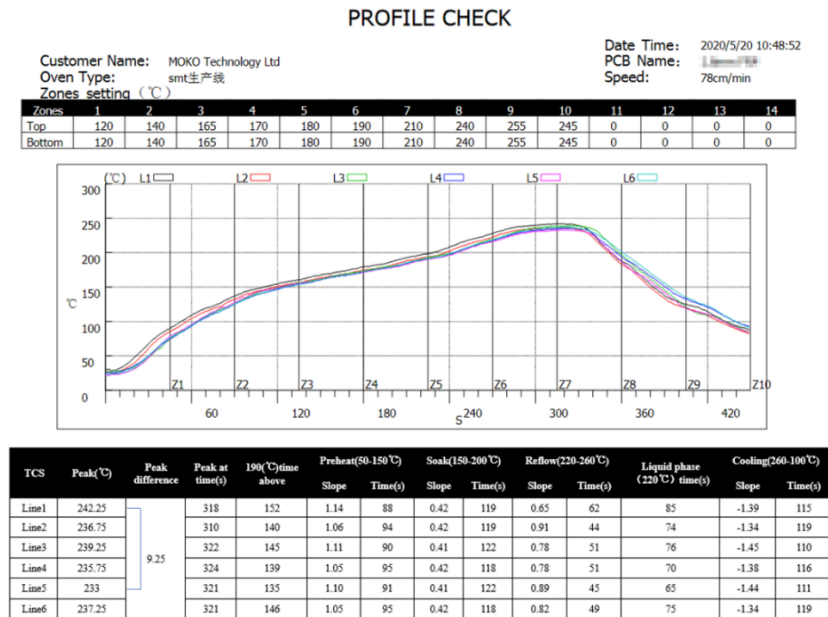 PROFILE CHECK
Customer Name: MOKO Technology Ltd
Oven Type: smt生产线
Zones setting (℃)
Date Time: 2020/5/20 10:48:52
PCB Name:
Speed: 78cm/min
Zones 1 2 3 4 5 6 7 8 9 10 11 12 13 14
Top 120 140 165 170 180 190 210 240 255 245 0 0 0 0
Bottom 120 140 165 170 180 190 210 240 255 245 0 0 0 0
(℃) L1 L2 L3 L4 L5 L6
300
250
200
150
℃
100
50
0
Z1 Z2 Z3 Z4 Z5 Z6 Z7 Z8 Z9 Z10
60 120 180 240 300 360 420
S
TCS Peak(℃) Peak difference Peak at time(s) 190(℃)time above Preheat(50-150℃) Soak(150-200℃) Reflow(220-260℃) Liquid phase (220℃) time(s) Cooling(260-100℃)
Slope Time(s) Slope Time(s) Slope Time(s) Slope Time(s)
Line1 242.25 318 152 1.14 88 0.42 119 0.65 62 85 -1.39 115
Line2 236.75 310 140 1.06 94 0.42 119 0.91 44 74 -1.34 119
Line3 239.25 322 145 1.11 90 0.41 122 0.78 51 76 -1.45 110
9.25
Line4 235.75 324 139 1.05 95 0.42 118 0.78 51 70 -1.38 116
Line5 233 321 135 1.10 91 0.41 122 0.89 45 65 -1.44 111
Line6 237.25 321 146 1.05 95 0.42 118 0.82 49 75 -1.34 119